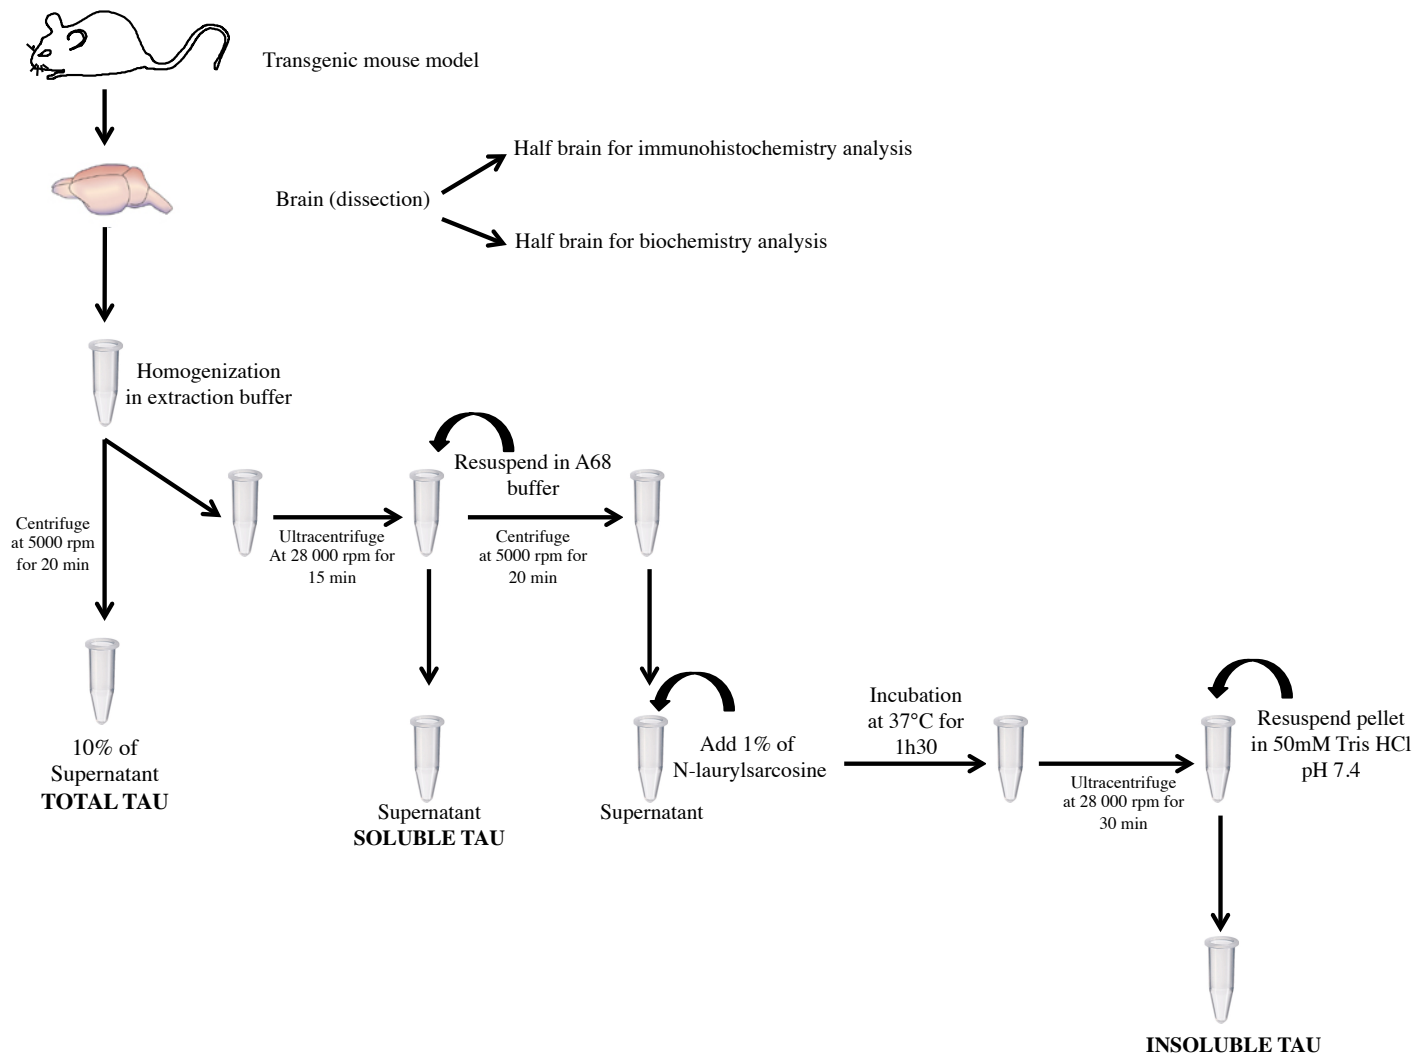 Transgenic mouse model
Half brain for immunohistochemistry analysis
Brain (dissection)
Half brain for biochemistry analysis
Homogenization
in extraction buffer
Resuspend in A68
buffer
Centrifuge
at 5000 rpm
for 20 min
Ultracentrifuge
At 28 000 rpm for
15 min
Centrifuge
at 5000 rpm for
20 min
10% of
Supernatant
TOTAL TAU
Supernatant
SOLUBLE TAU
Add 1% of
N-laurylsarcosine
Supernatant
Incubation
at 37°C for
1h30
Ultracentrifuge
at 28 000 rpm for
30 min
Resuspend pellet
in 50mM Tris HCl
pH 7.4
INSOLUBLE TAU